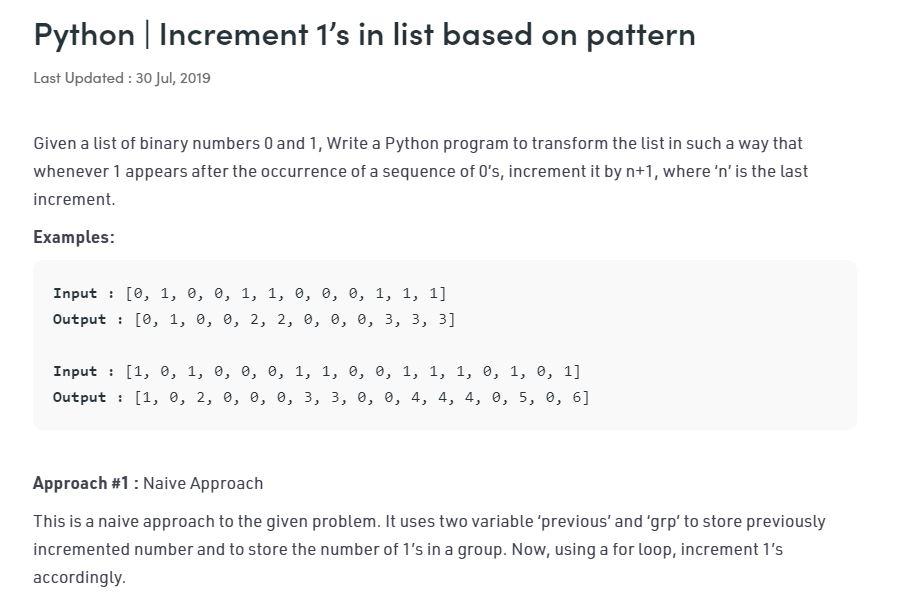 Python | Increment 1’s in list based on pattern
Last Updated : 30 Jul, 2019
Given a list of binary numbers 0 and 1, Write a Python program to transform the list in such a way that
whenever 1 appears after the occurrence of a sequence of 0’s, increment it by n+1, where ‘n’ is the last
increment.
Examples:
Input : [0, 1, 0, 0, 1, 1, 0, 0, 0, 1, 1, 1]
Output : [0, 1, 0, 0, 2, 2, 0, 0, 0, 3, 3, 3]
Input : [1, 0, 1, 0, 0, 0, 1, 1, 0, 0, 1, 1, 1, 0, 1, 0, 1]
Output : [1, 0, 2, 0, 0, 0, 3, 3, 0, 0, 4, 4, 4, 0, 5, 0, 6]
Approach #1 : Naive Approach
This is a naive approach to the given problem. It uses two variable ‘previous’ and ‘grp’ to store previously
incremented number and to store the number of 1’s in a group. Now, using a for loop, increment 1’s
accordingly.